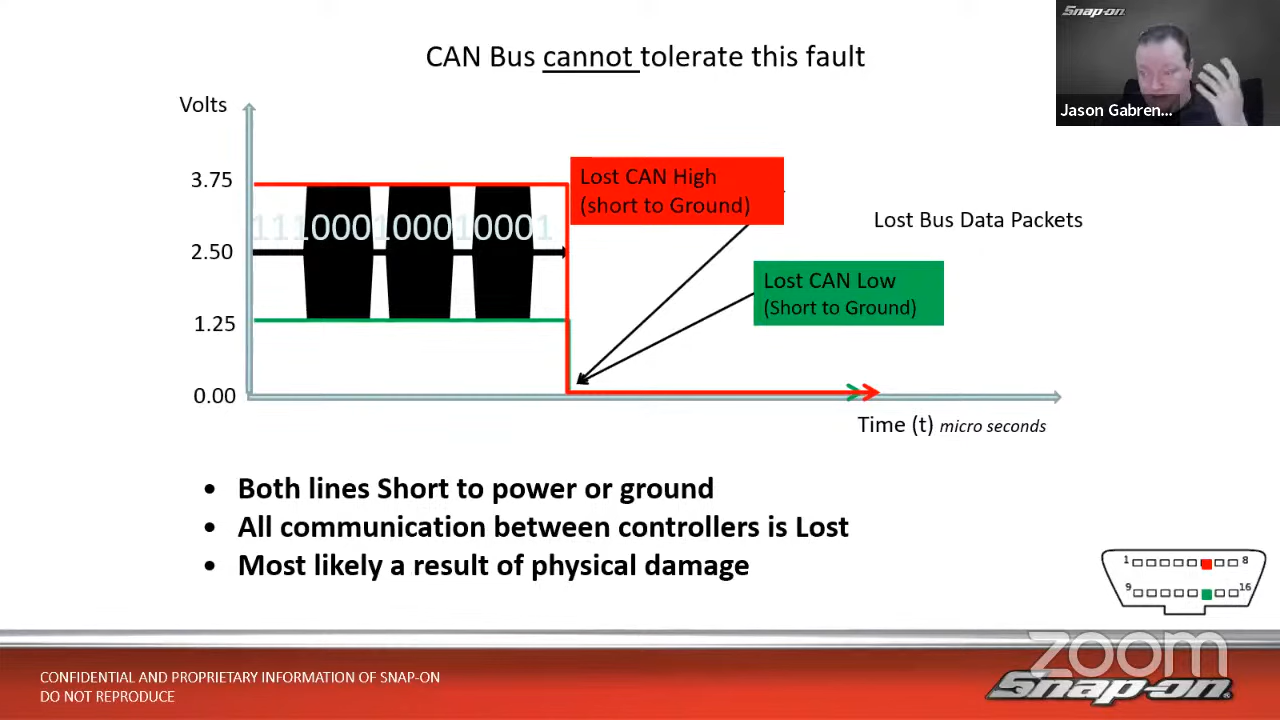 CAN Bus cannot tolerate this fault
Snap-on
Jason Gabren...
Volts
3.75
2.50
1.25
0.00
1111000100010001
Lost CAN High
(short to Ground)
Lost Bus Data Packets
Lost CAN Low
(Short to Ground)
Time (t) micro seconds
• Both lines Short to power or ground
• All communication between controllers is Lost
• Most likely a result of physical damage
1 8
9 16
CONFIDENTIAL AND PROPRIETARY INFORMATION OF SNAP-ON
DO NOT REPRODUCE
zoom
Snap-on